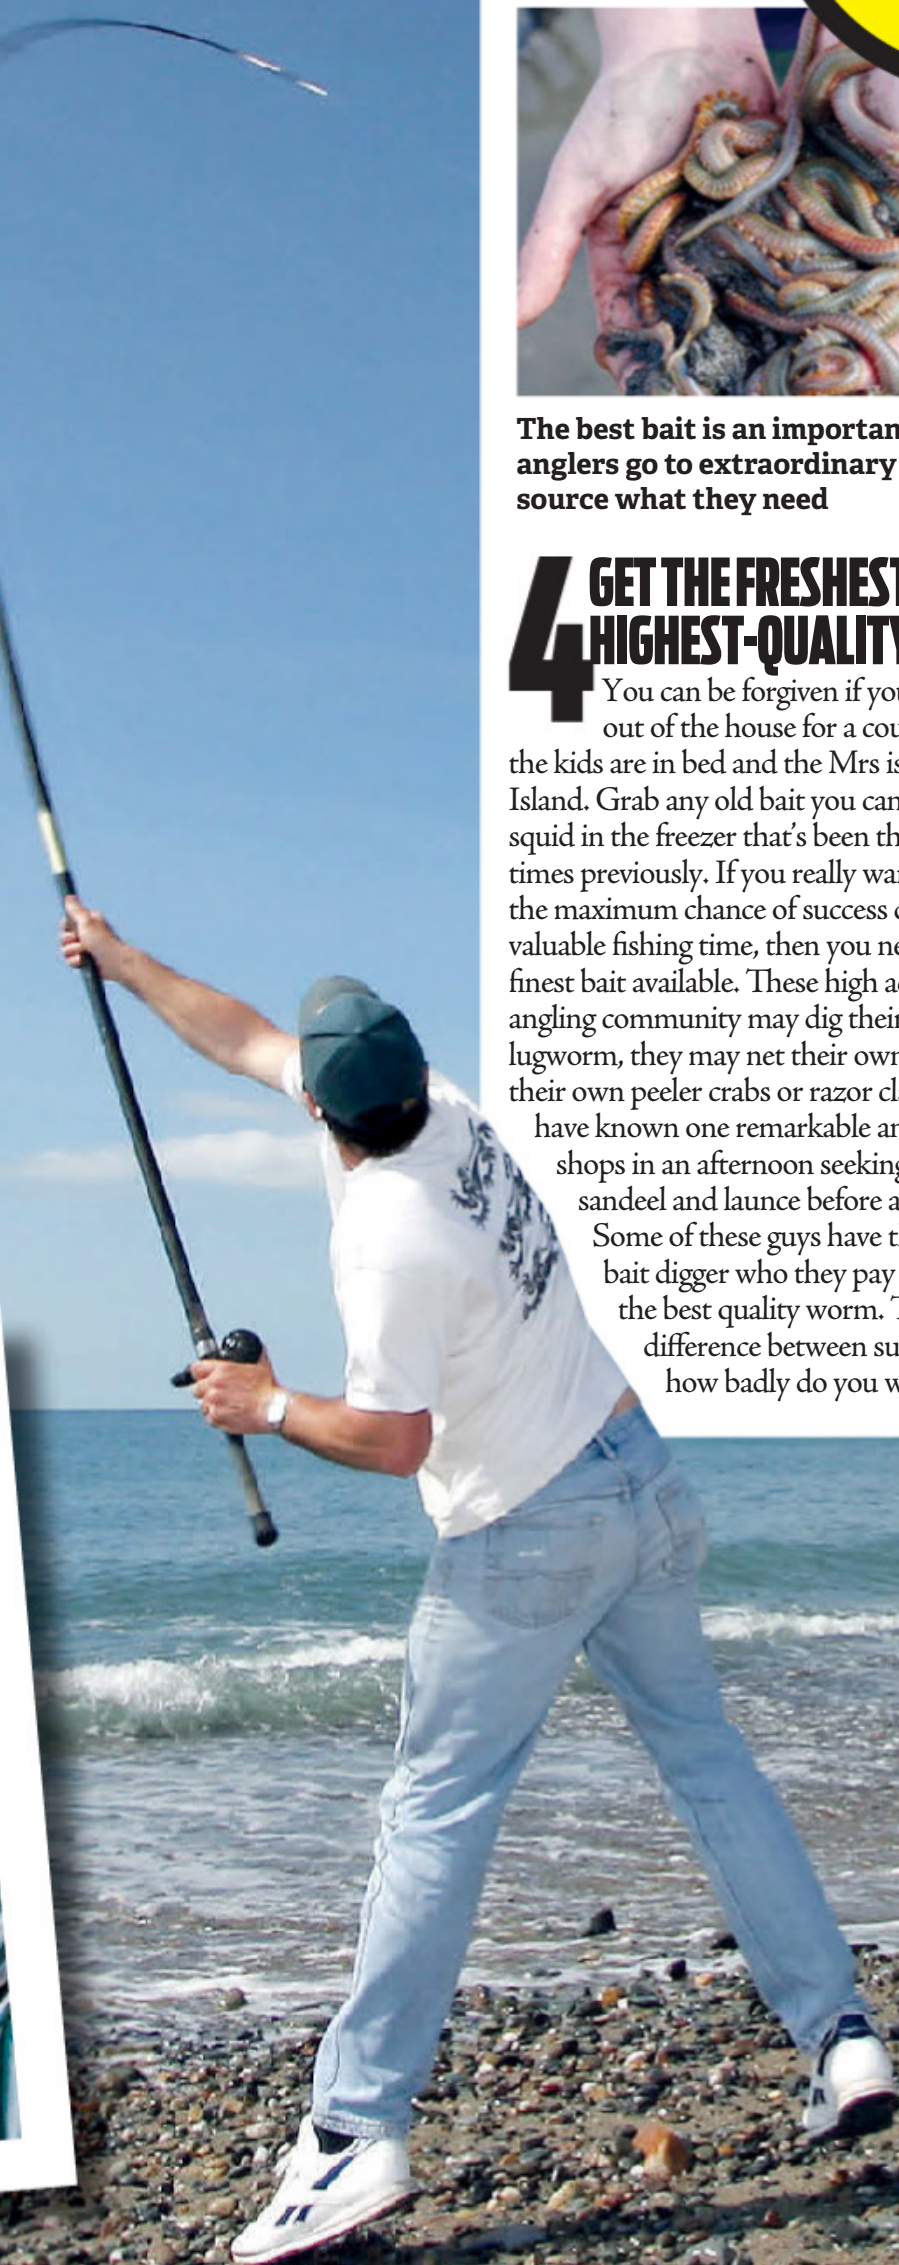 The best bait is an importan
anglers go to extraordinary
source what they need
4
GET THE FRESHEST
HIGHEST-QUALITY
You can be forgiven if you
out of the house for a cou
the kids are in bed and the Mrs is
Island. Grab any old bait you can
squid in the freezer that's been th
times previously. If you really wan
the maximum chance of success o
valuable fishing time, then you ne
finest bait available. These high ac
angling community may dig their
lugworm, they may net their own
their own peeler crabs or razor cla
have known one remarkable an
shops in an afternoon seeking
sandeel and launce before a
Some of these guys have th
bait digger who they pay
the best quality worm. T
difference between su
how badly do you w